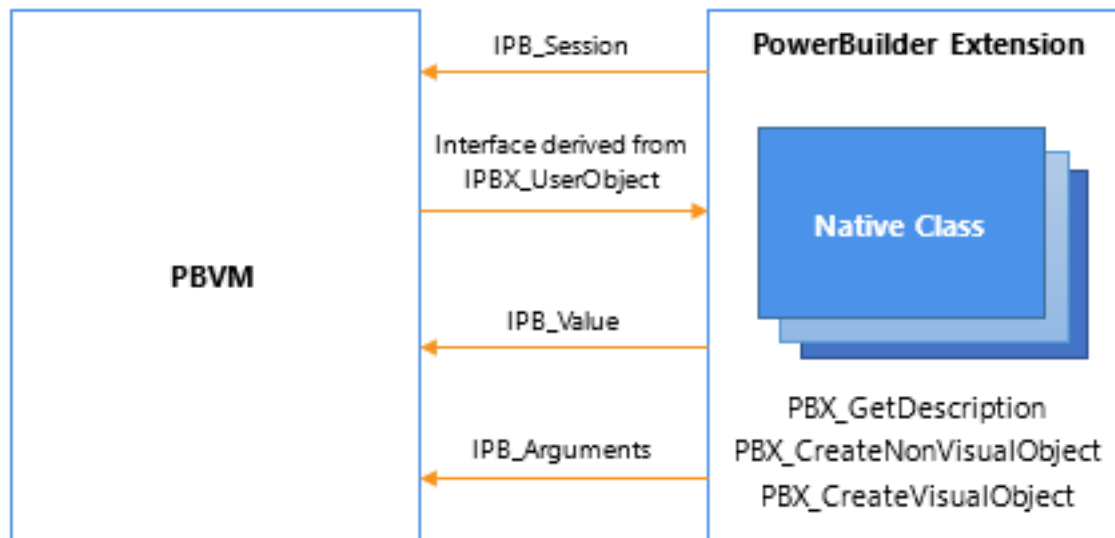 IPB_Session
PowerBuilder Extension
Interface derived from
IPBX_UserObject
Native Class
PBVM
IPB_Value
PBX_GetDescription
IPB_Arguments
PBX_CreateNonVisualObject
PBX_CreateVisualObject